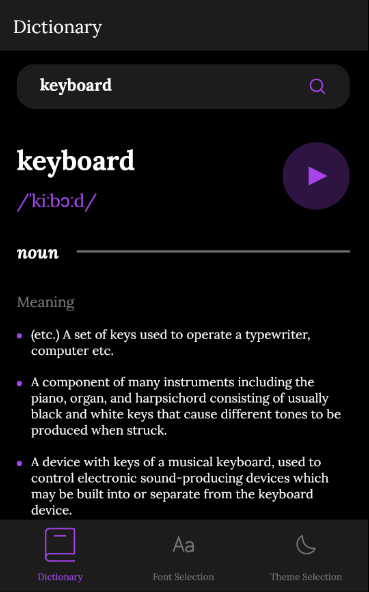 Dictionary
keyboard
keyboard
/ˈkiːbɔːd/
noun
Meaning
(etc.) A set of keys used to operate a typewriter,
computer etc.
A component of many instruments including the
piano, organ, and harpsichord consisting of usually
black and white keys that cause different tones to be
produced when struck.
A device with keys of a musical keyboard, used to
control electronic sound-producing devices which
may be built into or separate from the keyboard
device.
Aa
Dictionary Font Selection Theme Selection